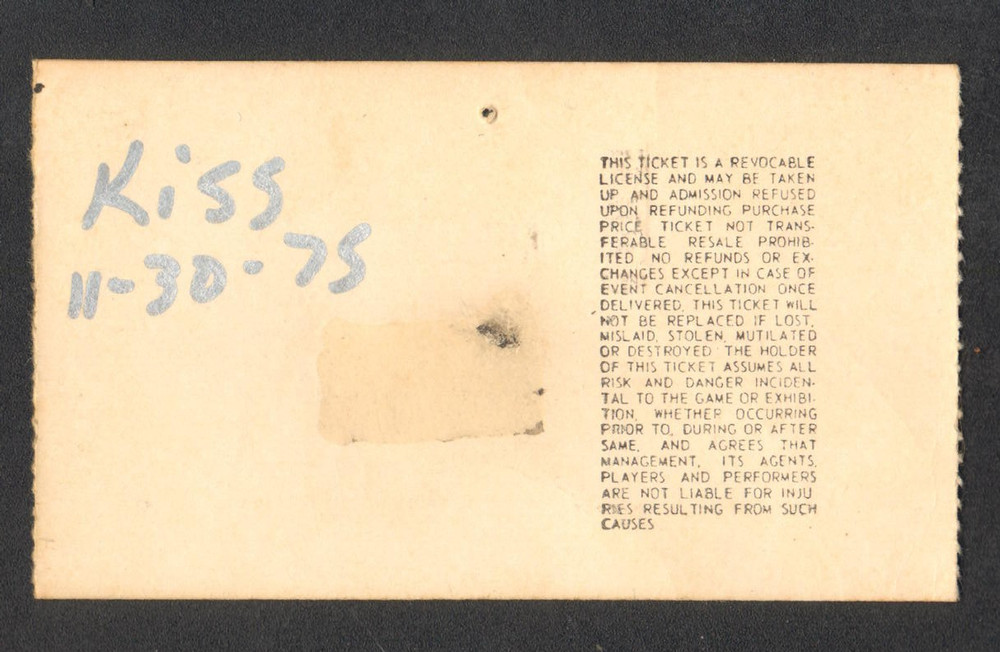 Kiss
11-30-75
THIS TICKET IS A REVOCABLE
LICENSE AND MAY BE TAKEN
UP AND ADMISSION REFUSED
UPON REFUNDING PURCHASE
PRICE TICKET NOT TRANS-
FERABLE RESALE PROHIB-
ITED NO REFUNDS OR EX-
CHANGES EXCEPT IN CASE OF
EVENT CANCELLATION ONCE
DELIVERED, THIS TICKET WILL
NOT BE REPLACED IF LOST,
MISLAID, STOLEN, MUTILATED
OR DESTROYED THE HOLDER
OF THIS TICKET ASSUMES ALL
RISK AND DANGER INCIDEN-
TAL TO THE GAME OR EXHIBI-
TION, WHETHER OCCURRING
PRIOR TO, DURING OR AFTER
SAME, AND AGREES THAT
MANAGEMENT, ITS AGENTS,
PLAYERS AND PERFORMERS
ARE NOT LIABLE FOR INJU
RIES RESULTING FROM SUCH
CAUSES